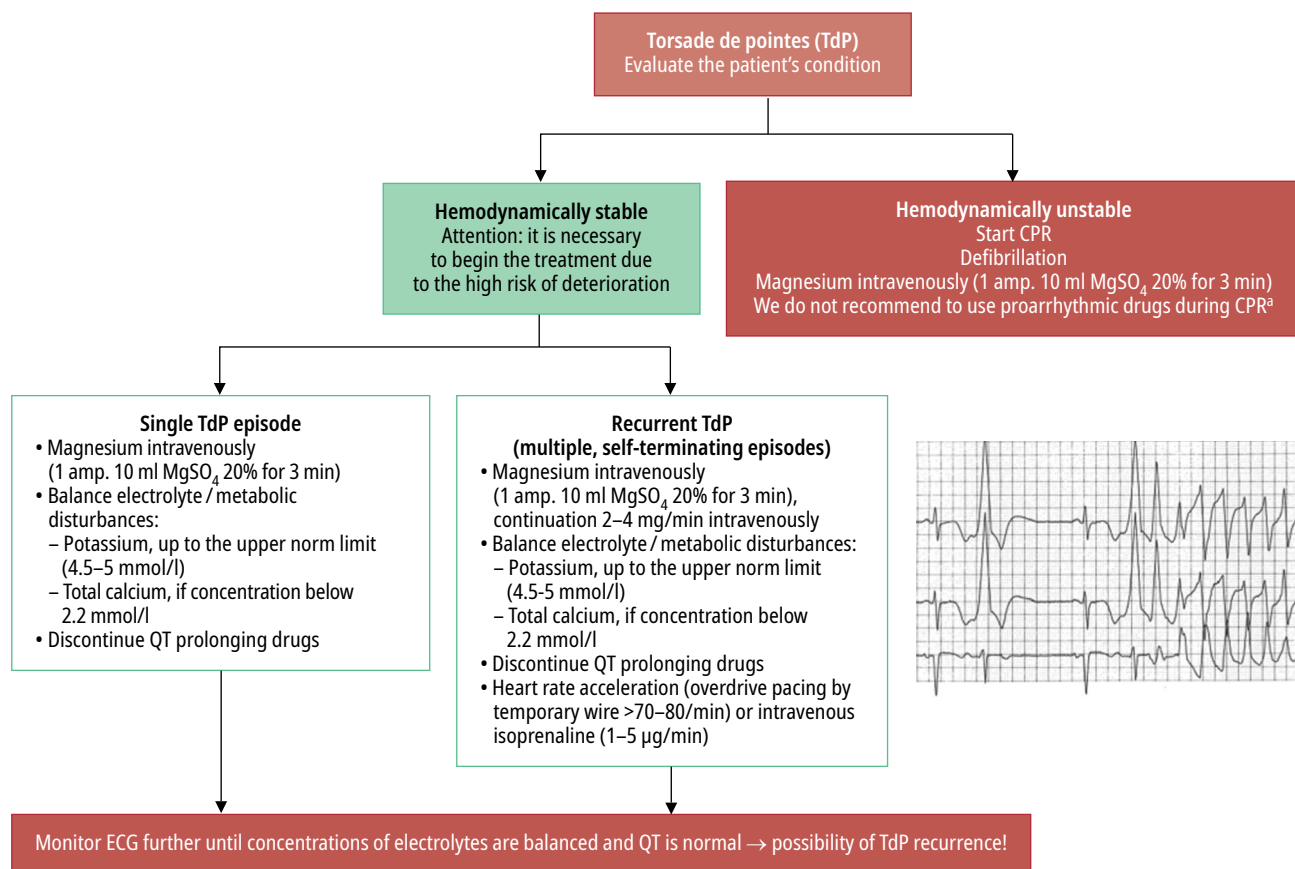 Torsade de pointes (TdP)
Evaluate the patient's condition
Hemodynamically stable
Attention: it is necessary
to begin the treatment due
to the high risk of deterioration
Hemodynamically unstable
Start CPR
Defibrillation
Magnesium intravenously (1 amp. 10 ml MgSO₄ 20% for 3 min)
We do not recommend to use proarrhythmic drugs during CPRᵃ
Single TdP episode
• Magnesium intravenously
(1 amp. 10 ml MgSO₄ 20% for 3 min)
• Balance electrolyte / metabolic
disturbances:
– Potassium, up to the upper norm limit
(4.5–5 mmol/l)
– Total calcium, if concentration below
2.2 mmol/l
• Discontinue QT prolonging drugs
Recurrent TdP
(multiple, self-terminating episodes)
• Magnesium intravenously
(1 amp. 10 ml MgSO₄ 20% for 3 min),
continuation 2–4 mg/min intravenously
• Balance electrolyte / metabolic disturbances:
– Potassium, up to the upper norm limit
(4.5-5 mmol/l)
– Total calcium, if concentration below
2.2 mmol/l
• Discontinue QT prolonging drugs
• Heart rate acceleration (overdrive pacing by
temporary wire >70–80/min) or intravenous
isoprenaline (1–5 µg/min)
Monitor ECG further until concentrations of electrolytes are balanced and QT is normal → possibility of TdP recurrence!